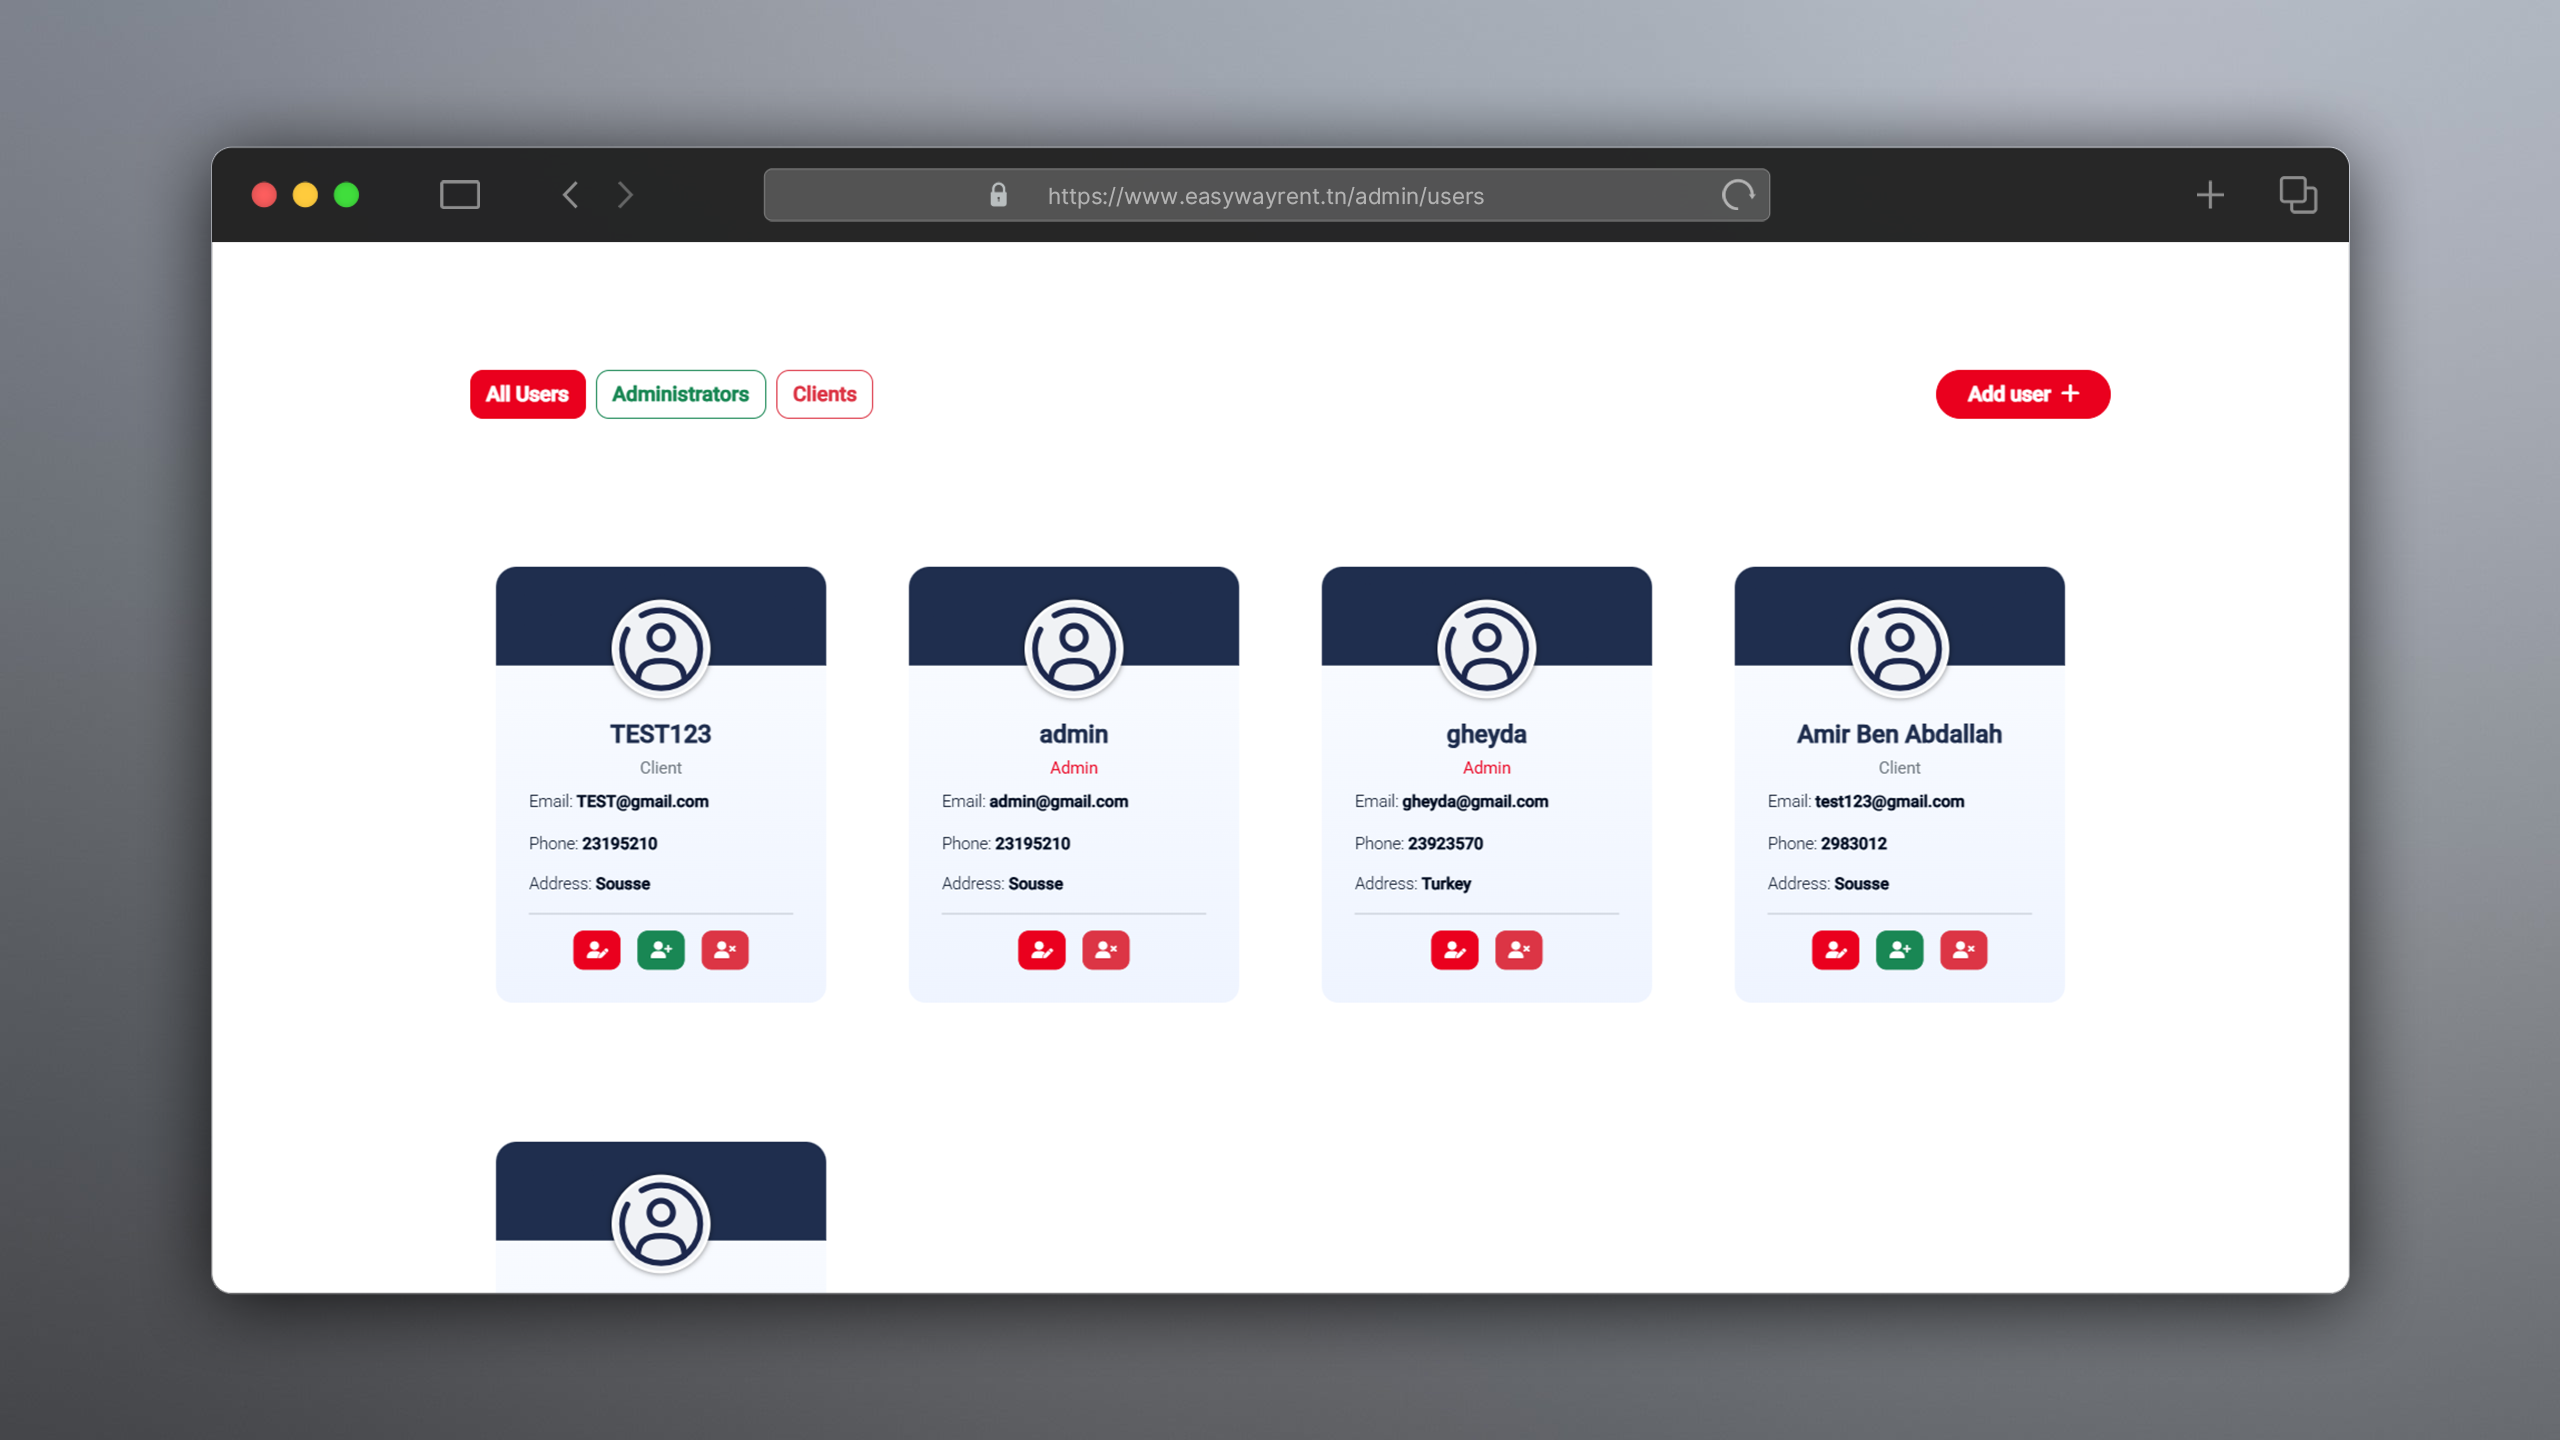 https://www.easywayrent.tn/admin/users
All Users
Administrators
Clients
Add user +
TEST123
Client
Email: TEST@gmail.com
Phone: 23195210
Address: Sousse
admin
Admin
Email: admin@gmail.com
Phone: 23195210
Address: Sousse
gheyda
Admin
Email: gheyda@gmail.com
Phone: 23923570
Address: Turkey
Amir Ben Abdallah
Client
Email: test123@gmail.com
Phone: 2983012
Address: Sousse